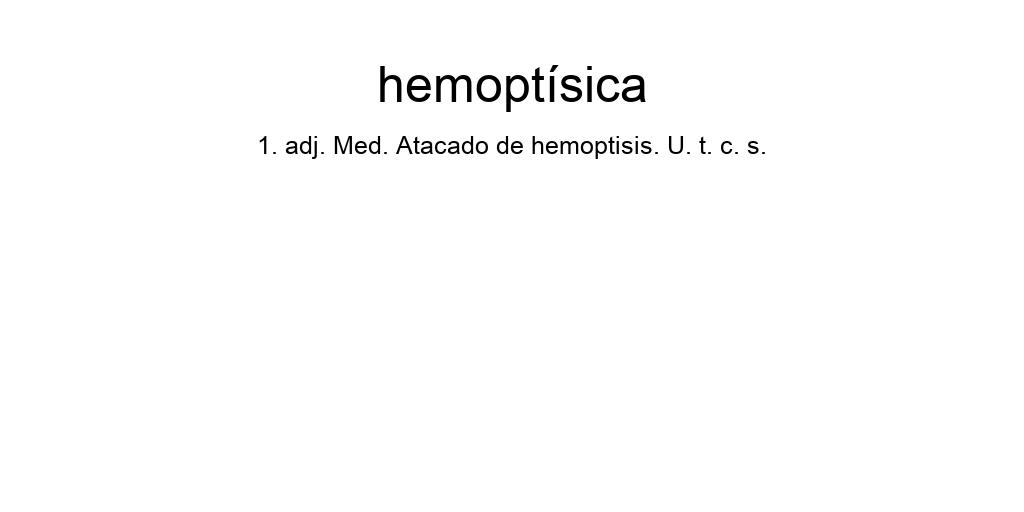 hemoptísica
1. adj. Med. Atacado de hemoptisis. U. t. c. s.